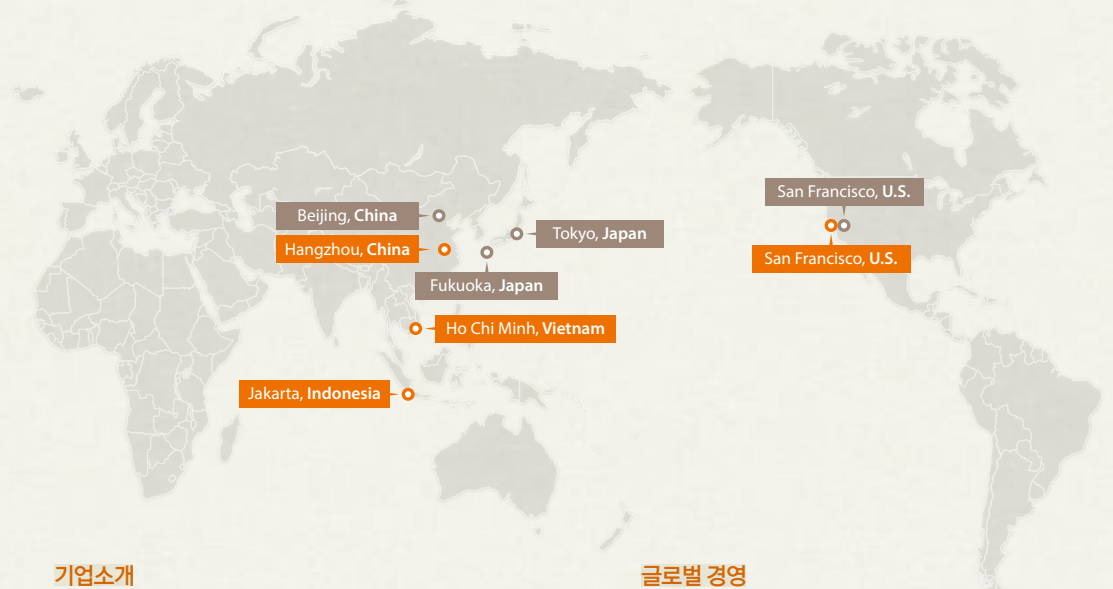 San Francisco, U.S.
Beijing, China
Tokyo, Japan
Hangzhou, China
San Francisco, U.S.
Fukuoka, Japan
Ho Chi Minh, Vietnam
Jakarta, Indonesia
기업소개
글로벌 경영